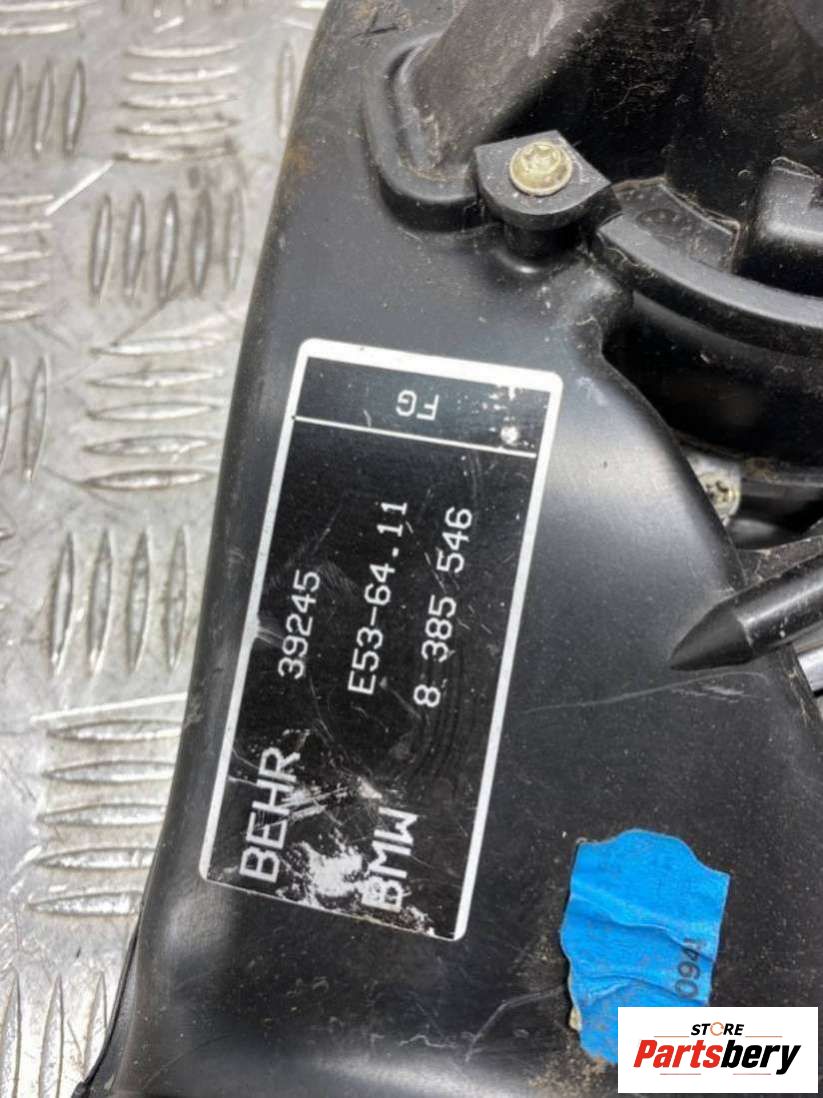 FG
BEHR 39245
E53-64.11
BMW 8 385 546
STORE
Partsbery